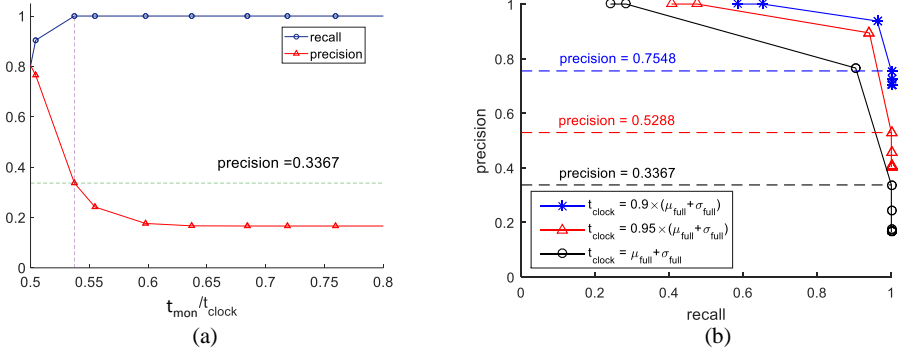 1
0.8
0.6
0.4
0.2
0
recall
precision
precision =0.3367
0.5 0.55 0.6 0.65 0.7 0.75 0.8
t_mon/t_clock
(a)
precision
1
0.8
0.6
0.4
0.2
0
precision = 0.7548
precision = 0.5288
precision = 0.3367
t_clock = 0.9×(μ_full+σ_full)
t_clock = 0.95×(μ_full+σ_full)
t_clock = μ_full+σ_full
0 0.2 0.4 0.6 0.8 1
recall
(b)